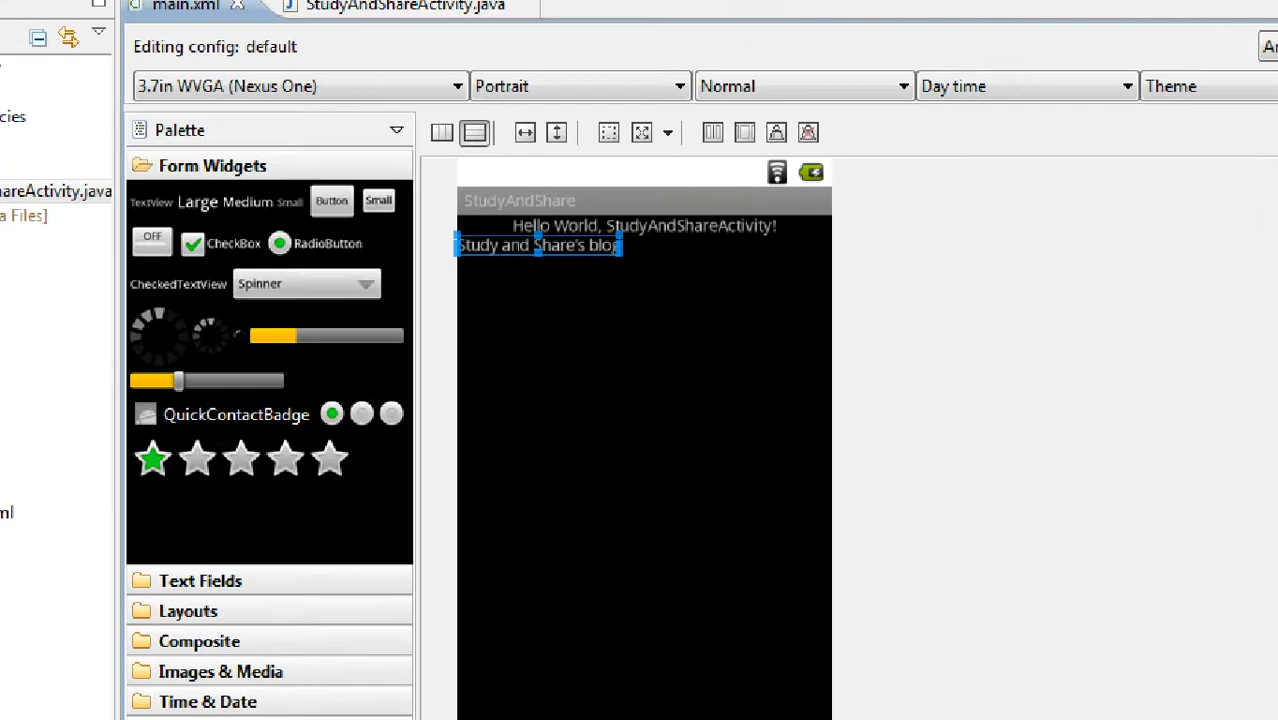 main.xml StudyAndShareActivity.java
Editing config: default
3.7in WVGA (Nexus One) Portrait Normal Day time Theme
cies
Palette
Form Widgets
TextView Large Medium Small Button Small
areActivity.java
a Files]
OFF CheckBox RadioButton
CheckedTextView Spinner
QuickContactBadge
ml
Text Fields
Layouts
Composite
Images & Media
Time & Date
StudyAndShare
Hello World, StudyAndShareActivity!
Study and Share's blog